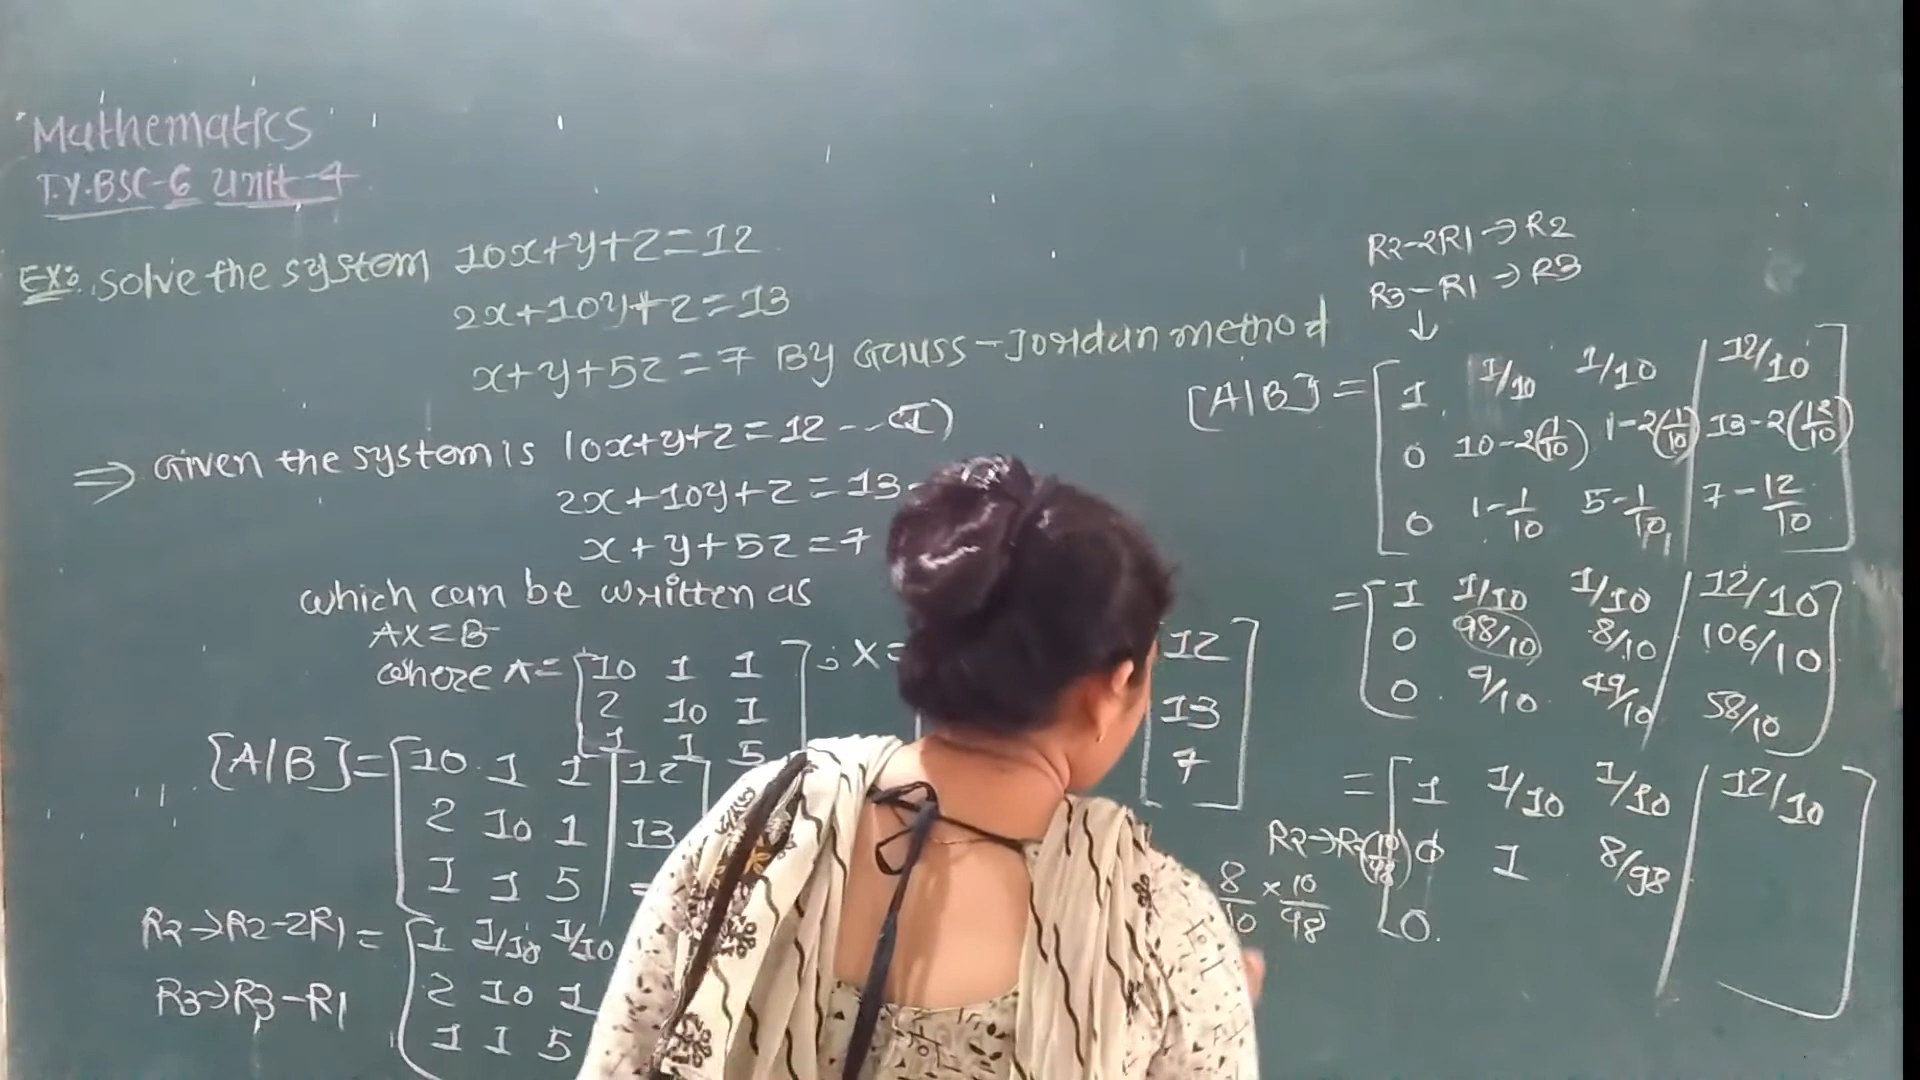 Mathematics
T.Y.BSC-6 Unit-4
Ex: Solve the system 10x+y+z=12
2x+10y+z=13
x+y+5z=7 By Gauss-Jordan method
⇒ Given the system is 10x+y+z=12 --- (I)
2x+10y+z=13-
x+y+5z=7
which can be written as
AX=B
where A= [10 1 1
2 10 1
1 1 5] ; X=
[12
13
7]
[A|B]=[10 1 1 | 12
2 10 1 | 13
1 1 5 |
R2→R2-2R1 = [1 1/10 1/10
R3→R3-R1 2 10 1
1 1 5
R2-2R1→R2
R3-R1→R3
↓
[A|B] = [1 1/10 1/10 | 12/10
0 10-2(1/10) 1-2(1/10) | 13-2(12/10)
0 1-1/10 5-1/10 | 7-12/10]
= [1 1/10 1/10 | 12/10
0 98/10 8/10 | 106/10
0 9/10 49/10 | 58/10]
= [1 1/10 1/10 | 12/10
R2→R2(10/98) 0 1 8/98
8/10 × 10/98 0.